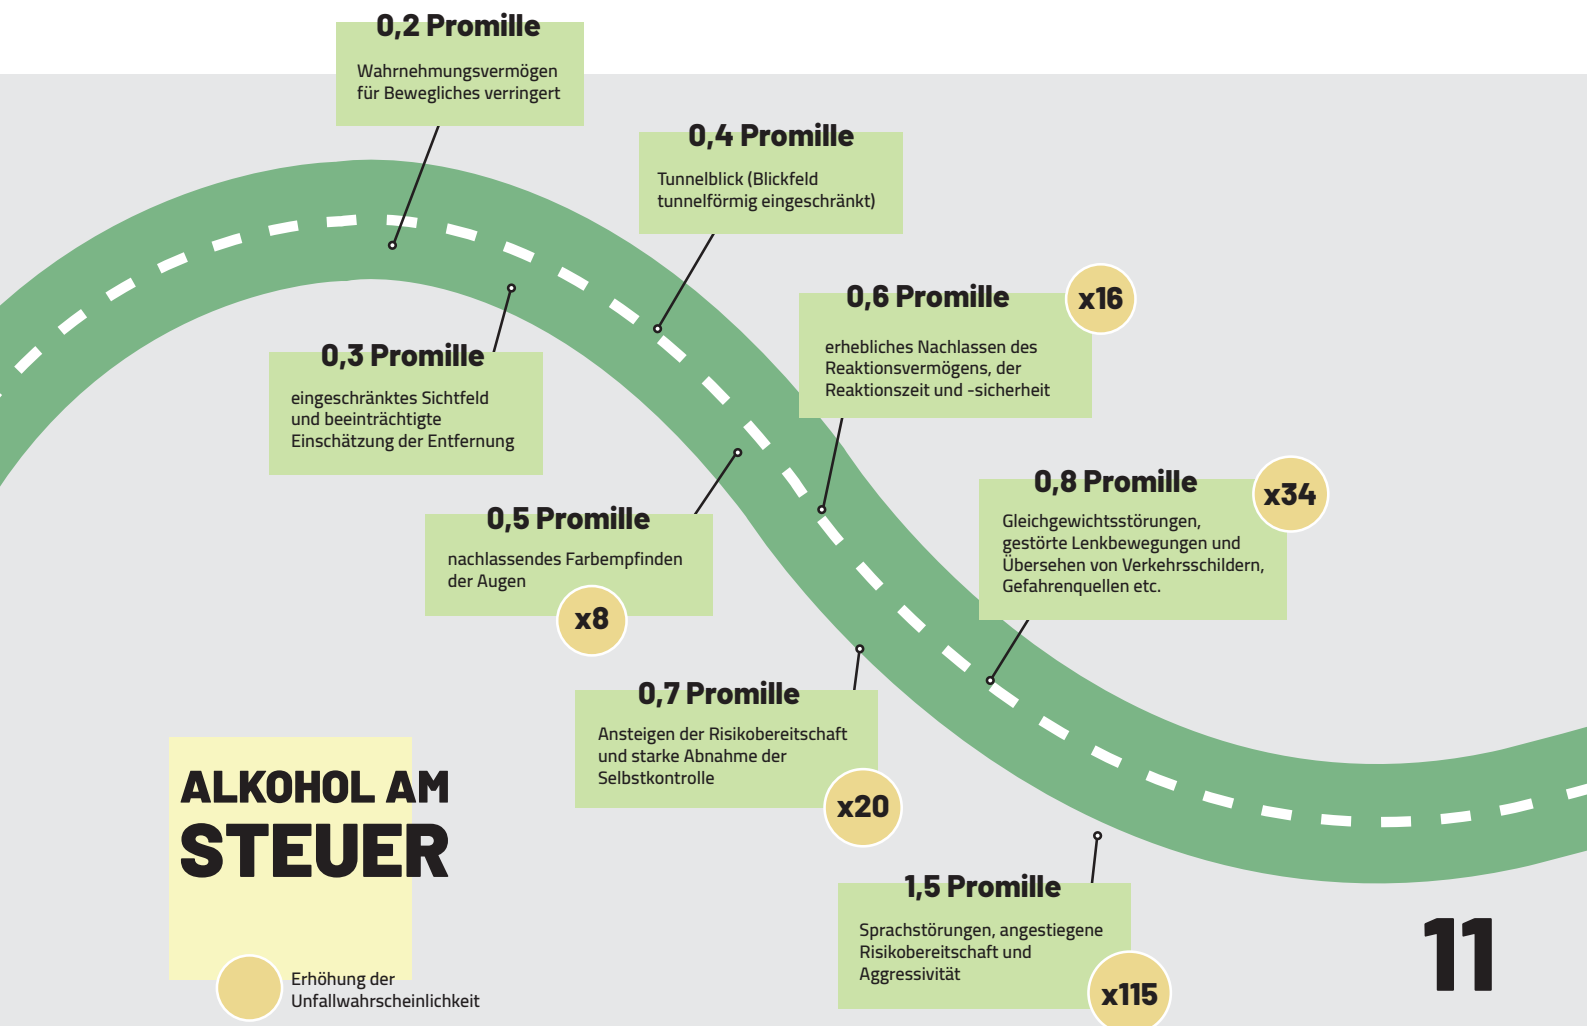 0,2 Promille
Wahrnehmungsvermögen
für Bewegliches verringert
0,4 Promille
Tunnelblick (Blickfeld
tunnelförmig eingeschränkt)
0,3 Promille
eingeschränktes Sichtfeld
und beeinträchtigte
Einschätzung der Entfernung
0,6 Promille
x16
erhebliches Nachlassen des
Reaktionsvermögens, der
Reaktionszeit und -sicherheit
0,5 Promille
nachlassendes Farbempfinden
der Augen
x8
0,8 Promille
x34
Gleichgewichtsstörungen,
gestörte Lenkbewegungen und
Übersehen von Verkehrsschildern,
Gefahrenquellen etc.
0,7 Promille
Ansteigen der Risikobereitschaft
und starke Abnahme der
Selbstkontrolle
x20
1,5 Promille
Sprachstörungen, angestiegene
Risikobereitschaft und
Aggressivität
x115
ALKOHOL AM
STEUER
Erhöhung der
Unfallwahrscheinlichkeit
11